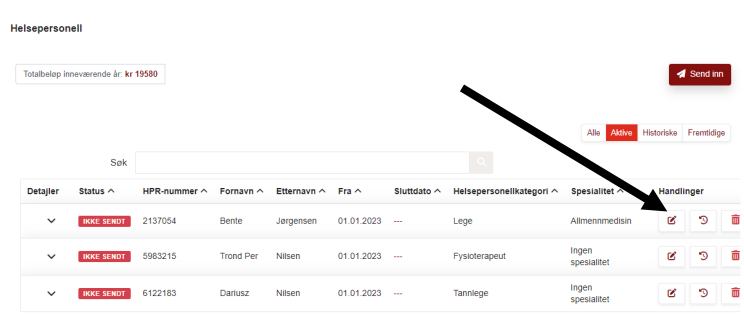 Helsepersonell
Totalbeløp inneværende år: kr 19580
Send inn
Alle Aktive Historiske Fremtidige
Søk
Detaljer Status HPR-nummer Fornavn Etternavn Fra Sluttdato Helsepersonellkategori Spesialitet Handlinger
IKKE SENDT 2137054 Bente Jørgensen 01.01.2023 --- Lege Allmennmedisin
IKKE SENDT 5983215 Trond Per Nilsen 01.01.2023 --- Fysioterapeut Ingen
spesialitet
IKKE SENDT 6122183 Dariusz Nilsen 01.01.2023 --- Tannlege Ingen
spesialitet